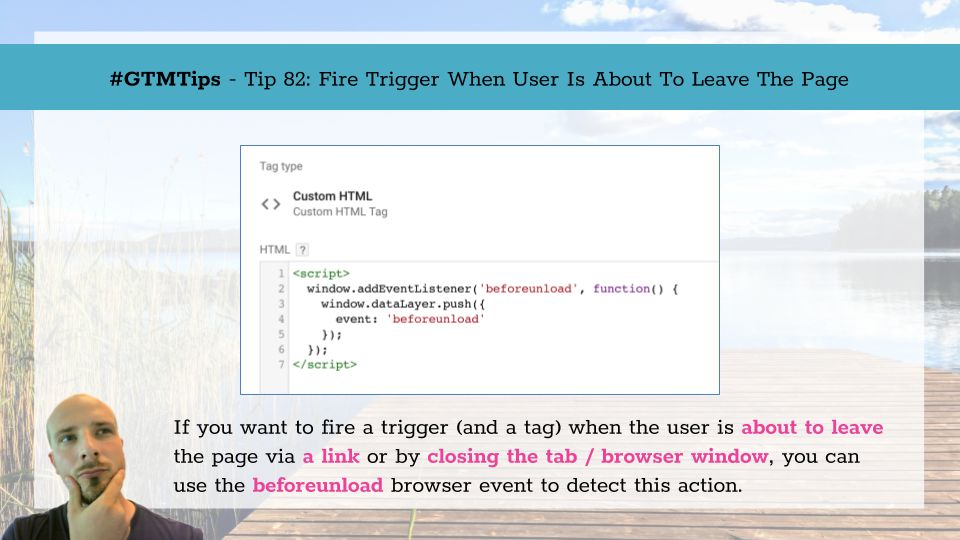 #GTMTips - Tip 82: Fire Trigger When User Is About To Leave The Page
Tag type
<> Custom HTML
Custom HTML Tag
HTML ?
1 <script>
2 window.addEventListener('beforeunload', function() {
3 window.dataLayer.push({
4 event: 'beforeunload'
5 });
6 });
7 </script>
If you want to fire a trigger (and a tag) when the user is about to leave
the page via a link or by closing the tab / browser window, you can
use the beforeunload browser event to detect this action.